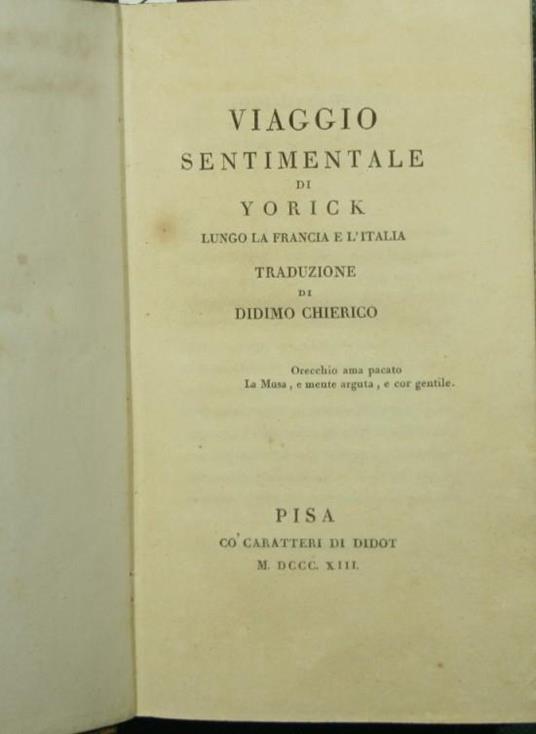 VIAGGIO
SENTIMENTALE
DI
YORICK
LUNGO LA FRANCIA E L'ITALIA
TRADUZIONE
DI
DIDIMO CHIERICO
Orecchio ama pacato
La Musa, e mente arguta, e cor gentile.
PISA
CO' CARATTERI DI DIDOT
M. DCCC. XIII.